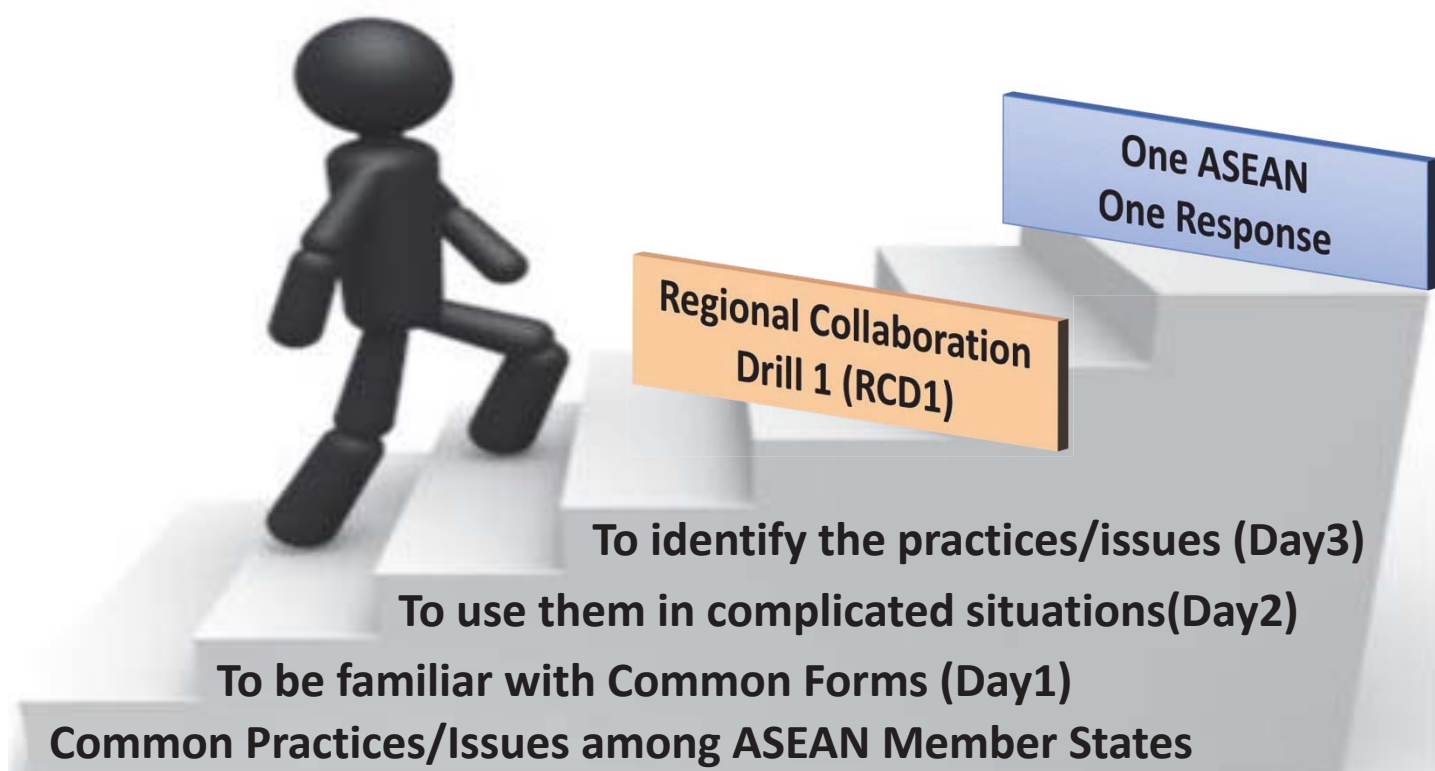 One ASEAN
One Response
Regional Collaboration
Drill 1 (RCD1)
To identify the practices/issues (Day3)
To use them in complicated situations(Day2)
To be familiar with Common Forms (Day1)
Common Practices/Issues among ASEAN Member States